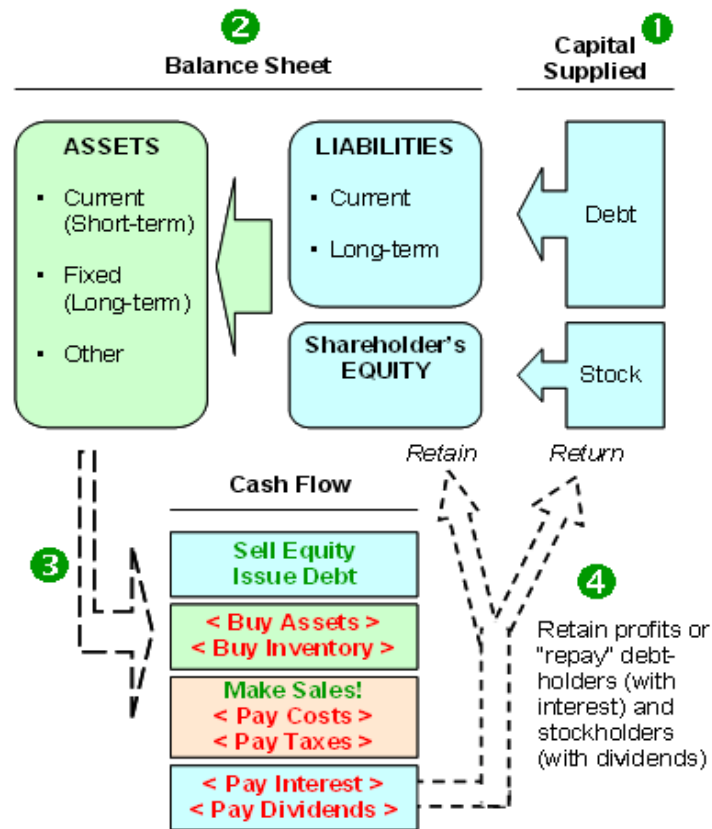 2
Balance Sheet
1
Capital
Supplied
ASSETS
▪ Current
(Short-term)
▪ Fixed
(Long-term)
▪ Other
LIABILITIES
▪ Current
▪ Long-term
Shareholder's
EQUITY
Debt
Stock
Retain
Return
Cash Flow
3
Sell Equity
Issue Debt
< Buy Assets >
< Buy Inventory >
Make Sales!
< Pay Costs >
< Pay Taxes >
< Pay Interest >
< Pay Dividends >
4
Retain profits or
"repay" debt-
holders (with
interest) and
stockholders
(with dividends)